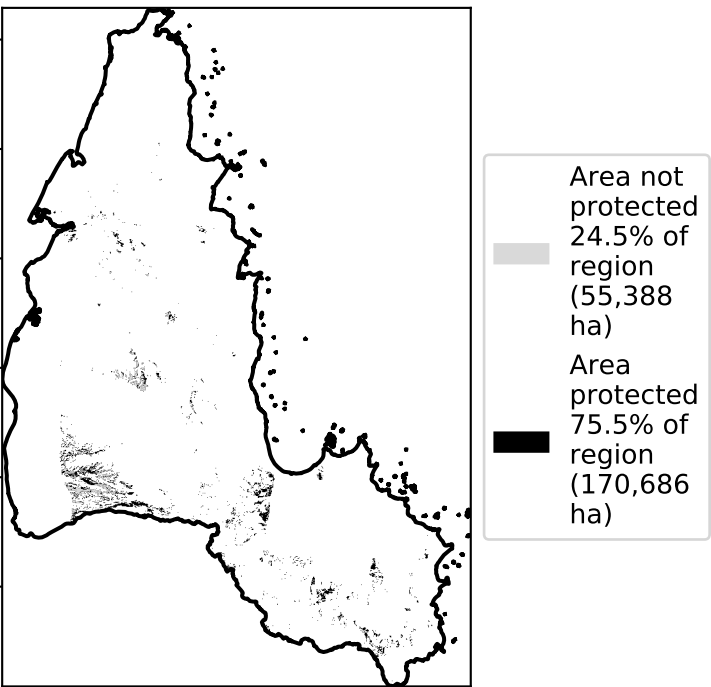 Area not
protected
24.5% of
region
(55,388
ha)
Area
protected
75.5% of
region
(170,686
ha)